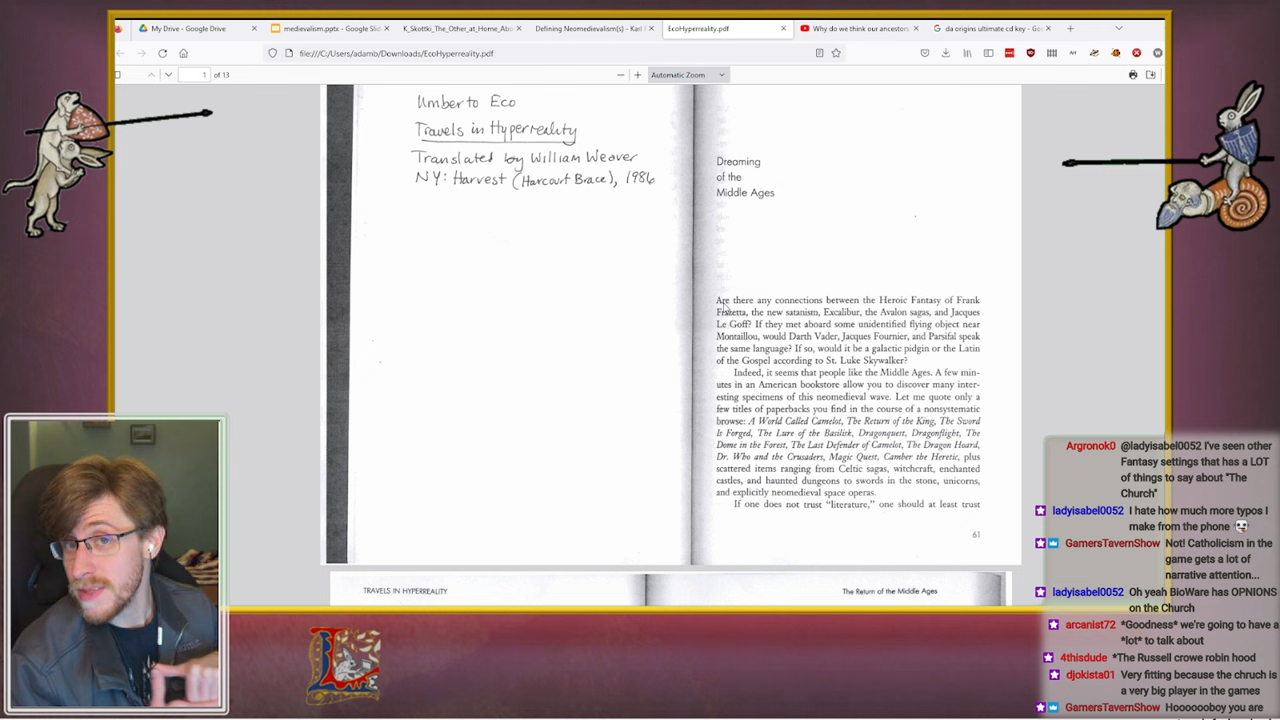 My Drive - Google Drive
medievalism.pptx - Google Slid
K_Skottki_The_Other_at_Home_Abo
Defining Neomedievalism(s) - Karl
EcoHyperreality.pdf
Why do we think our ancestors
da origins ultimate cd key - Goo
file:///C:/Users/adamb/Downloads/EcoHyperreality.pdf
1 of 13
Automatic Zoom
Umberto Eco
Travels in Hyperreality
Translated by William Weaver
NY: Harvest (Harcourt Brace), 1986
Dreaming
of the
Middle Ages
Are there any connections between the Heroic Fantasy of Frank
Frazetta, the new satanism, Excalibur, the Avalon sagas, and Jacques
Le Goff? If they met aboard some unidentified flying object near
Montaillou, would Darth Vader, Jacques Fournier, and Parsifal speak
the same language? If so, would it be a galactic pidgin or the Latin
of the Gospel according to St. Luke Skywalker?
Indeed, it seems that people like the Middle Ages. A few min-
utes in an American bookstore allow you to discover many inter-
esting specimens of this neomedieval wave. Let me quote only a
few titles of paperbacks you find in the course of a nonsystematic
browse: A World Called Camelot, The Return of the King, The Sword
Is Forged, The Lure of the Basilisk, Dragonquest, Dragonflight, The
Dome in the Forest, The Last Defender of Camelot, The Dragon Hoard,
Dr. Who and the Crusaders, Magic Quest, Camber the Heretic, plus
scattered items ranging from Celtic sagas, witchcraft, enchanted
castles, and haunted dungeons to swords in the stone, unicorns,
and explicitly neomedieval space operas.
If one does not trust "literature," one should at least trust
61
TRAVELS IN HYPERREALITY
The Return of the Middle Ages
Argronok0 @ladyisabel0052 I've seen other
Fantasy settings that has a LOT
of things to say about "The
Church"
ladyisabel0052 I hate how much more typos I
make from the phone
GamersTavernShow Not! Catholicism in the
game gets a lot of
narrative attention...
ladyisabel0052 Oh yeah BioWare has OPNIONS
on the Church
arcanist72 *Goodness* we're going to have a
*lot* to talk about
4thisdude *The Russell crowe robin hood
djokista01 Very fitting because the chruch is
a very big player in the games
GamersTavernShow Hooooooboy you are